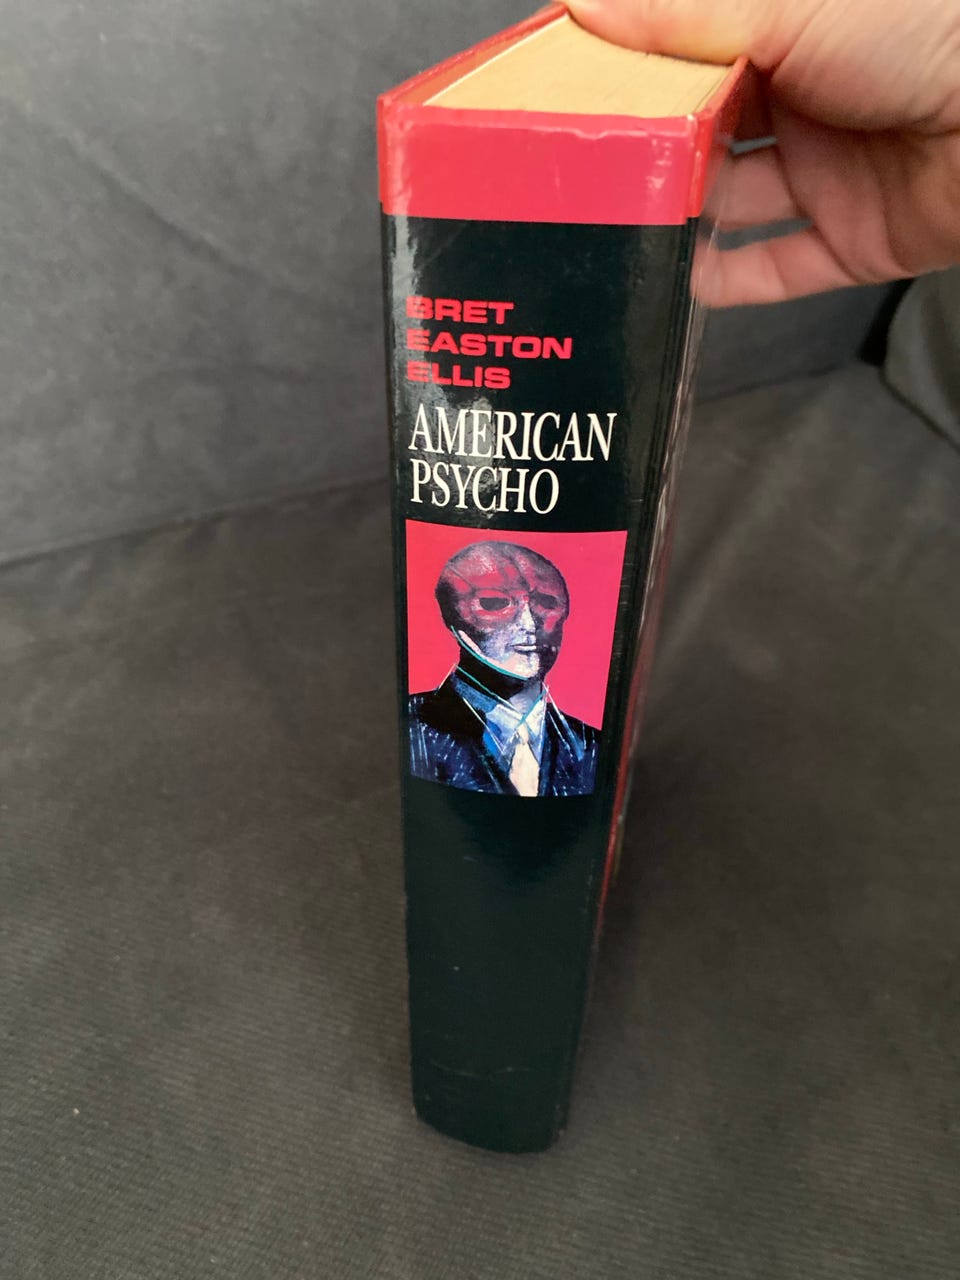 BRET
EASTON
ELLIS
AMERICAN
PSYCHO